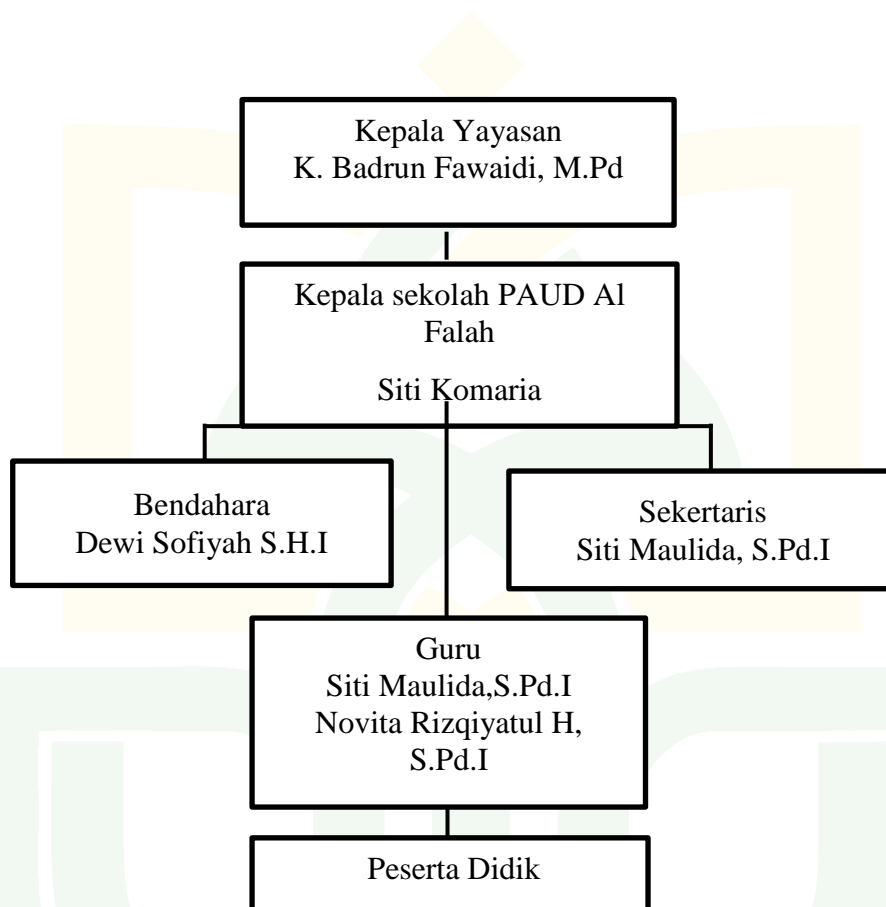 Kepala Yayasan
K. Badrun Fawaidi, M.Pd
Kepala sekolah PAUD Al
Falah
Siti Komaria
Bendahara
Dewi Sofiyah S.H.I
Sekertaris
Siti Maulida, S.Pd.I
Guru
Siti Maulida,S.Pd.I
Novita Rizqiyatul H,
S.Pd.I
Peserta Didik